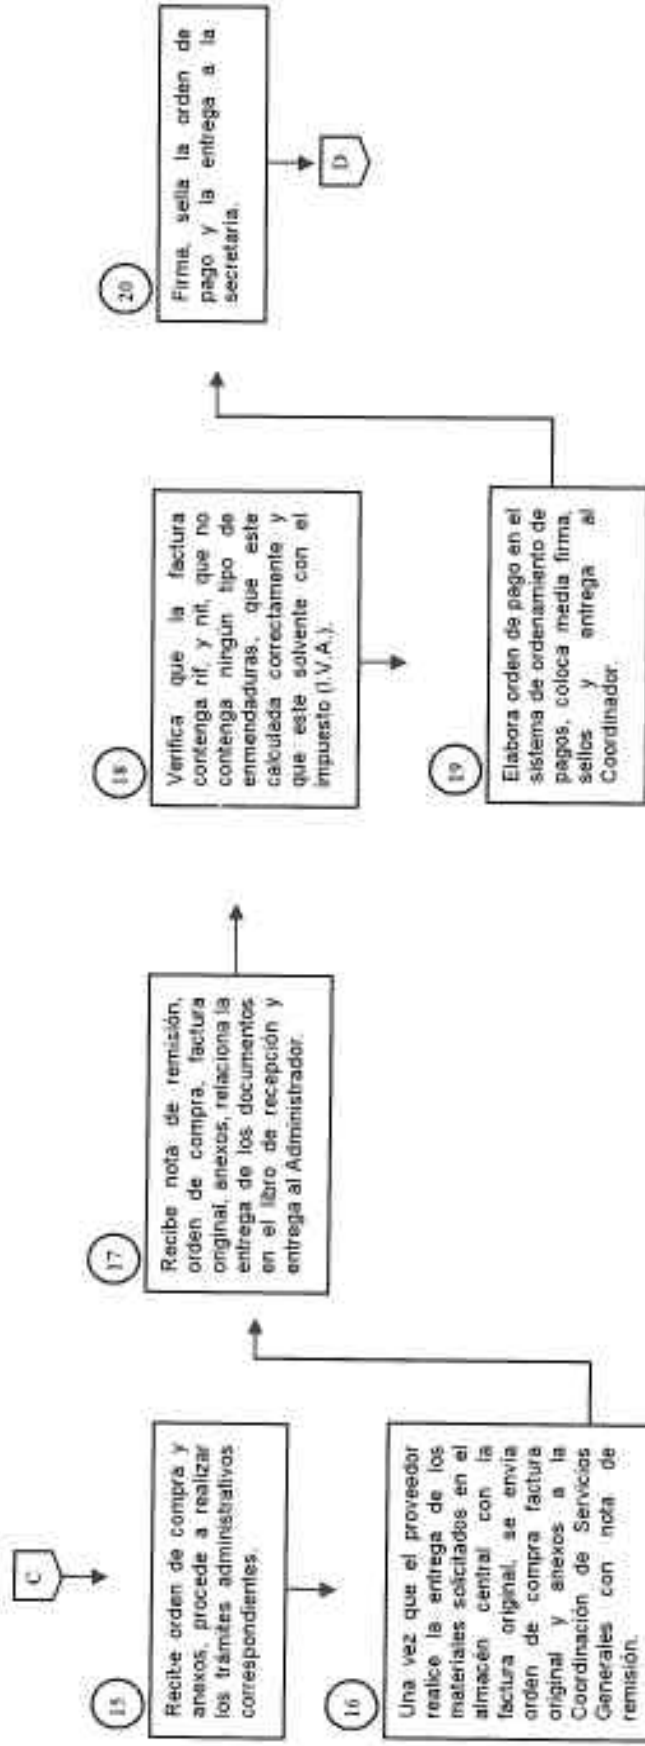 C
15
Recibe orden de compra y
anexos, procede a realizar
los trámites administrativos
correspondientes.
16
Una vez que el proveedor
realice la entrega de los
materiales solicitados en el
almacén central con la
factura original, se envía
orden de compra factura
original y anexos a la
Coordinación de Servicios
Generales con nota de
remisión.
17
Recibe nota de remisión,
orden de compra, factura
original, anexos, relaciona la
entrega de los documentos
en el libro de recepción y
entrega al Administrador.
18
Verifica que la factura
contenga rif, y nit, que no
contenga ningún tipo de
enmendaduras, que este
calculada correctamente y
que este solvente con el
impuesto (I.V.A.).
19
Elabora orden de pago en el
sistema de ordenamiento de
pagos, coloca media firma,
sellos y entrega al
Coordinador.
20
Firma, sella la orden de
pago y la entrega a la
secretaria.
D